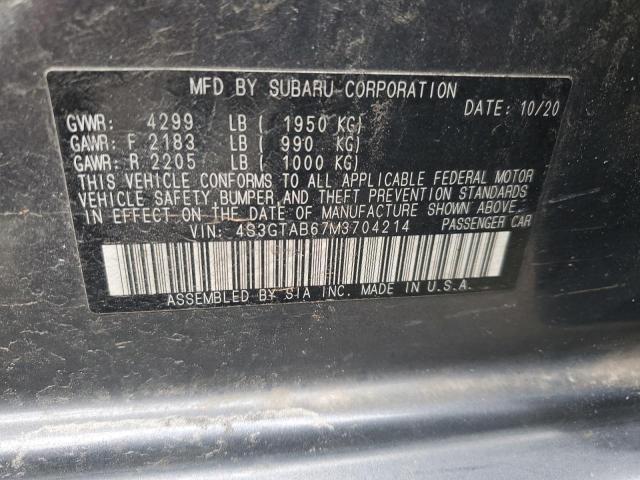 MFD BY SUBARU CORPORATION
DATE: 10/20
GVWR: 4299 LB ( 1950 KG)
GAWR: F 2183 LB ( 990 KG)
GAWR: R 2205 LB ( 1000 KG)
THIS VEHICLE CONFORMS TO ALL APPLICABLE FEDERAL MOTOR
VEHICLE SAFETY, BUMPER, AND THEFT PREVENTION STANDARDS
IN EFFECT ON THE DATE OF MANUFACTURE SHOWN ABOVE.
VIN: 4S3GTAB67M3704214 PASSENGER CAR
ASSEMBLED BY SIA INC. MADE IN U.S.A.